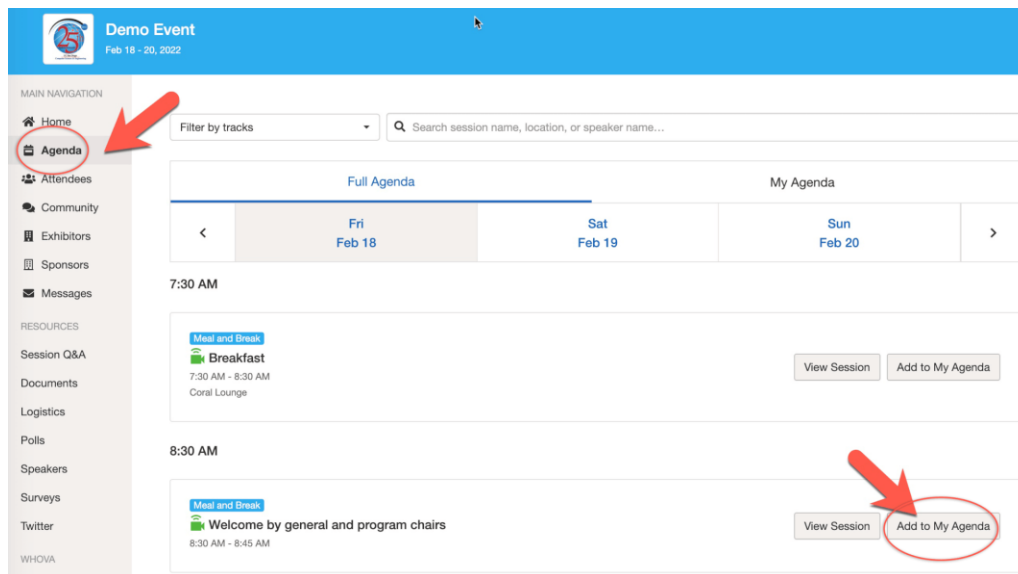 25
Demo Event
Feb 18 - 20, 2022
MAIN NAVIGATION
Home
Agenda
Attendees
Community
Exhibitors
Sponsors
Messages
RESOURCES
Session Q&A
Documents
Logistics
Polls
Speakers
Surveys
Twitter
WHOVA
Filter by tracks
Search session name, location, or speaker name...
Full Agenda
My Agenda
Fri
Feb 18
Sat
Feb 19
Sun
Feb 20
7:30 AM
Meal and Break
Breakfast
7:30 AM - 8:30 AM
Coral Lounge
View Session
Add to My Agenda
8:30 AM
Meal and Break
Welcome by general and program chairs
8:30 AM - 8:45 AM
View Session
Add to My Agenda